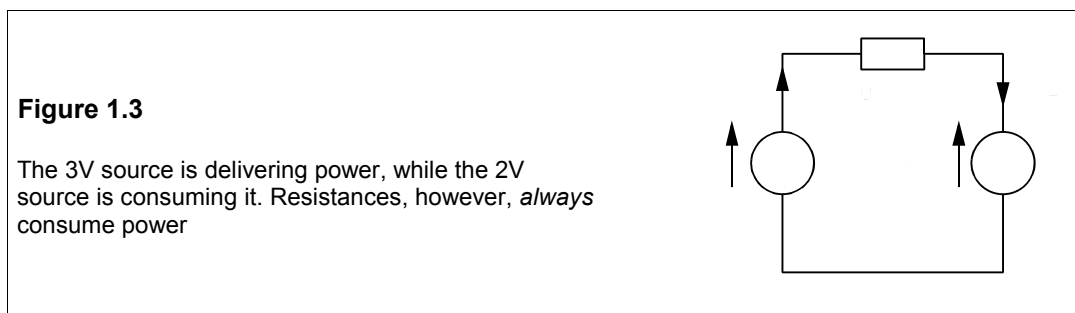 Figure 1.3
The 3V source is delivering power, while the 2V
source is consuming it. Resistances, however, always
consume power